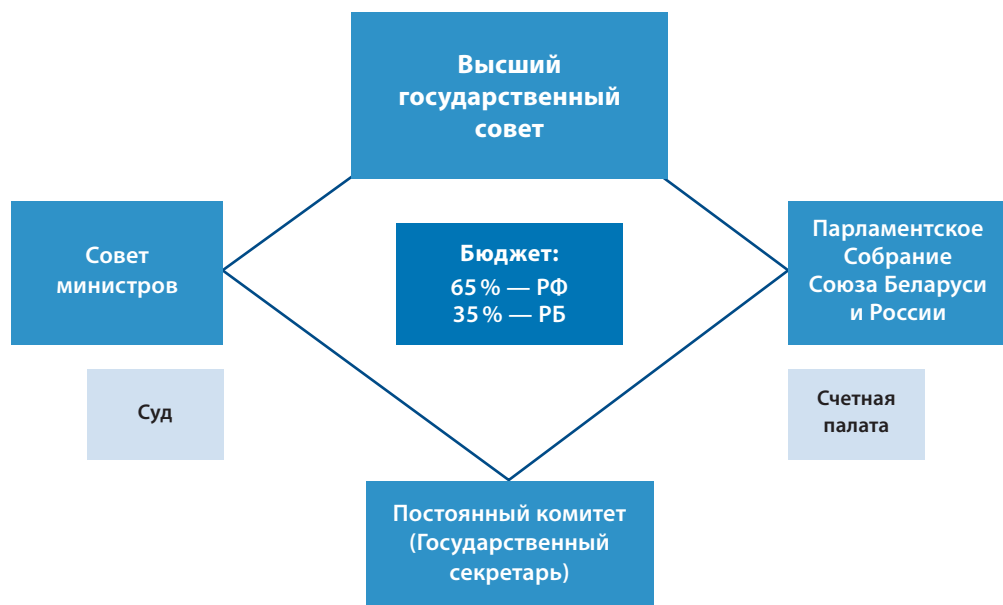 Высший
государственный
совет
Совет
министров
Бюджет:
65 % — РФ
35 % — РБ
Парламентское
Собрание
Союза Беларуси
и России
Суд
Счетная
палата
Постоянный комитет
(Государственный
секретарь)